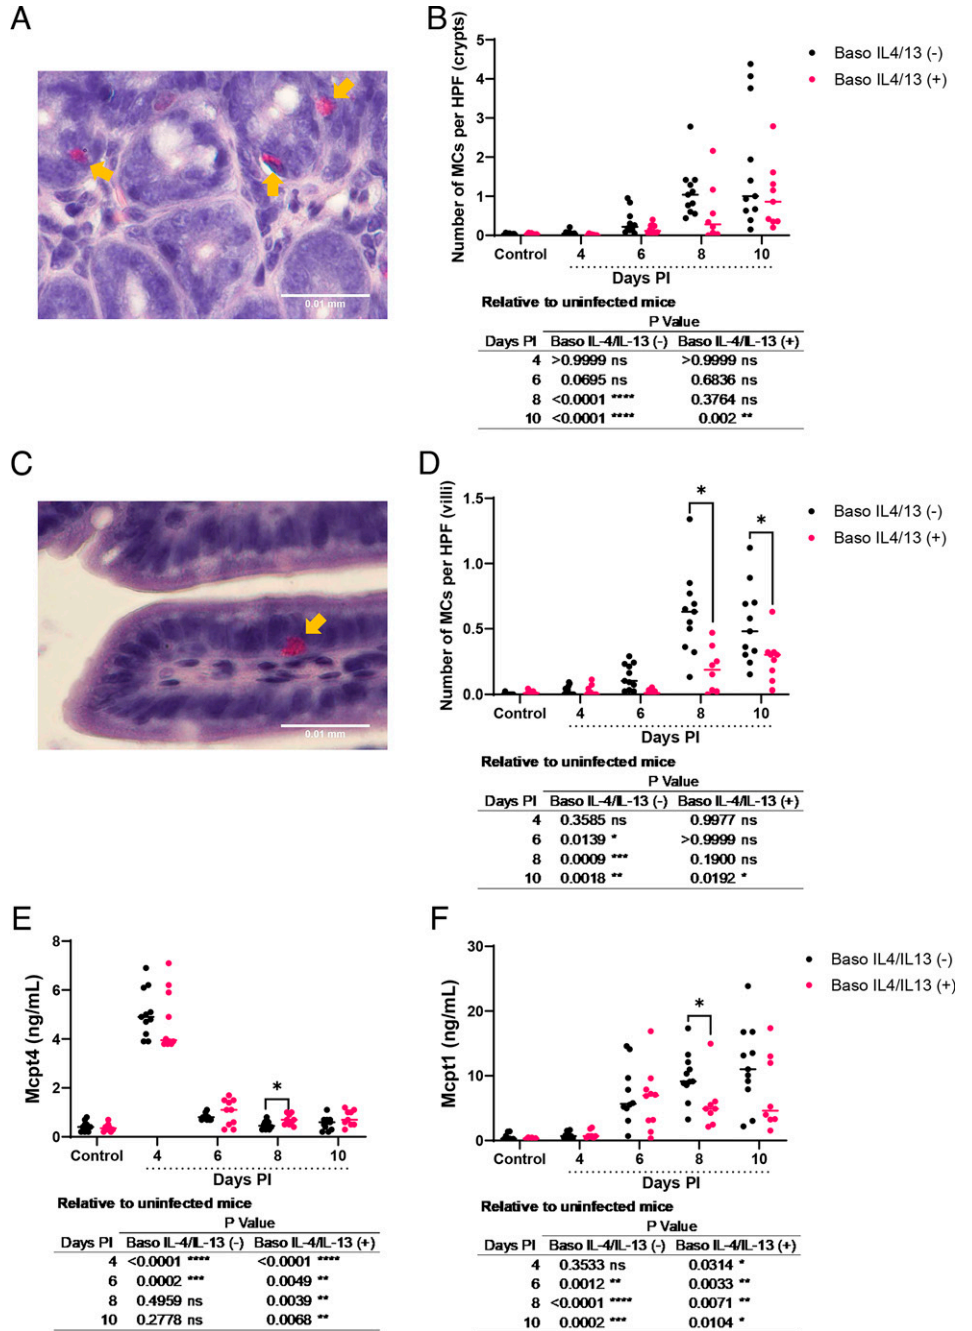 A
0.01 mm
B
Number of MCs per HPF (crypts)
5
4
3
2
1
0
Control 4 6 8 10
Days PI
Baso IL4/13 (-)
Baso IL4/13 (+)
Relative to uninfected mice
P Value
Days PI Baso IL-4/IL-13 (-) Baso IL-4/IL-13 (+)
4 >0.9999 ns >0.9999 ns
6 0.0695 ns 0.6836 ns
8 <0.0001 **** 0.3764 ns
10 <0.0001 **** 0.002 **
C
0.01 mm
D
Number of MCs per HPF (villi)
1.5
1.0
0.5
0.0
* *
Control 4 6 8 10
Days PI
Baso IL4/13 (-)
Baso IL4/13 (+)
Relative to uninfected mice
P Value
Days PI Baso IL-4/IL-13 (-) Baso IL-4/IL-13 (+)
4 0.3585 ns 0.9977 ns
6 0.0139 * >0.9999 ns
8 0.0009 *** 0.1900 ns
10 0.0018 ** 0.0192 *
E
Mcpt4 (ng/mL)
8
6
4
2
0
*
Control 4 6 8 10
Days PI
Relative to uninfected mice
P Value
Days PI Baso IL-4/IL-13 (-) Baso IL-4/IL-13 (+)
4 <0.0001 **** <0.0001 ****
6 0.0002 *** 0.0049 **
8 0.4959 ns 0.0039 **
10 0.2778 ns 0.0068 **
F
Mcpt1 (ng/mL)
30
20
10
0
*
Control 4 6 8 10
Days PI
Baso IL4/IL13 (-)
Baso IL4/IL13 (+)
Relative to uninfected mice
P Value
Days PI Baso IL-4/IL-13 (-) Baso IL-4/IL-13 (+)
4 0.3533 ns 0.0314 *
6 0.0012 ** 0.0033 **
8 <0.0001 **** 0.0071 **
10 0.0002 *** 0.0104 *